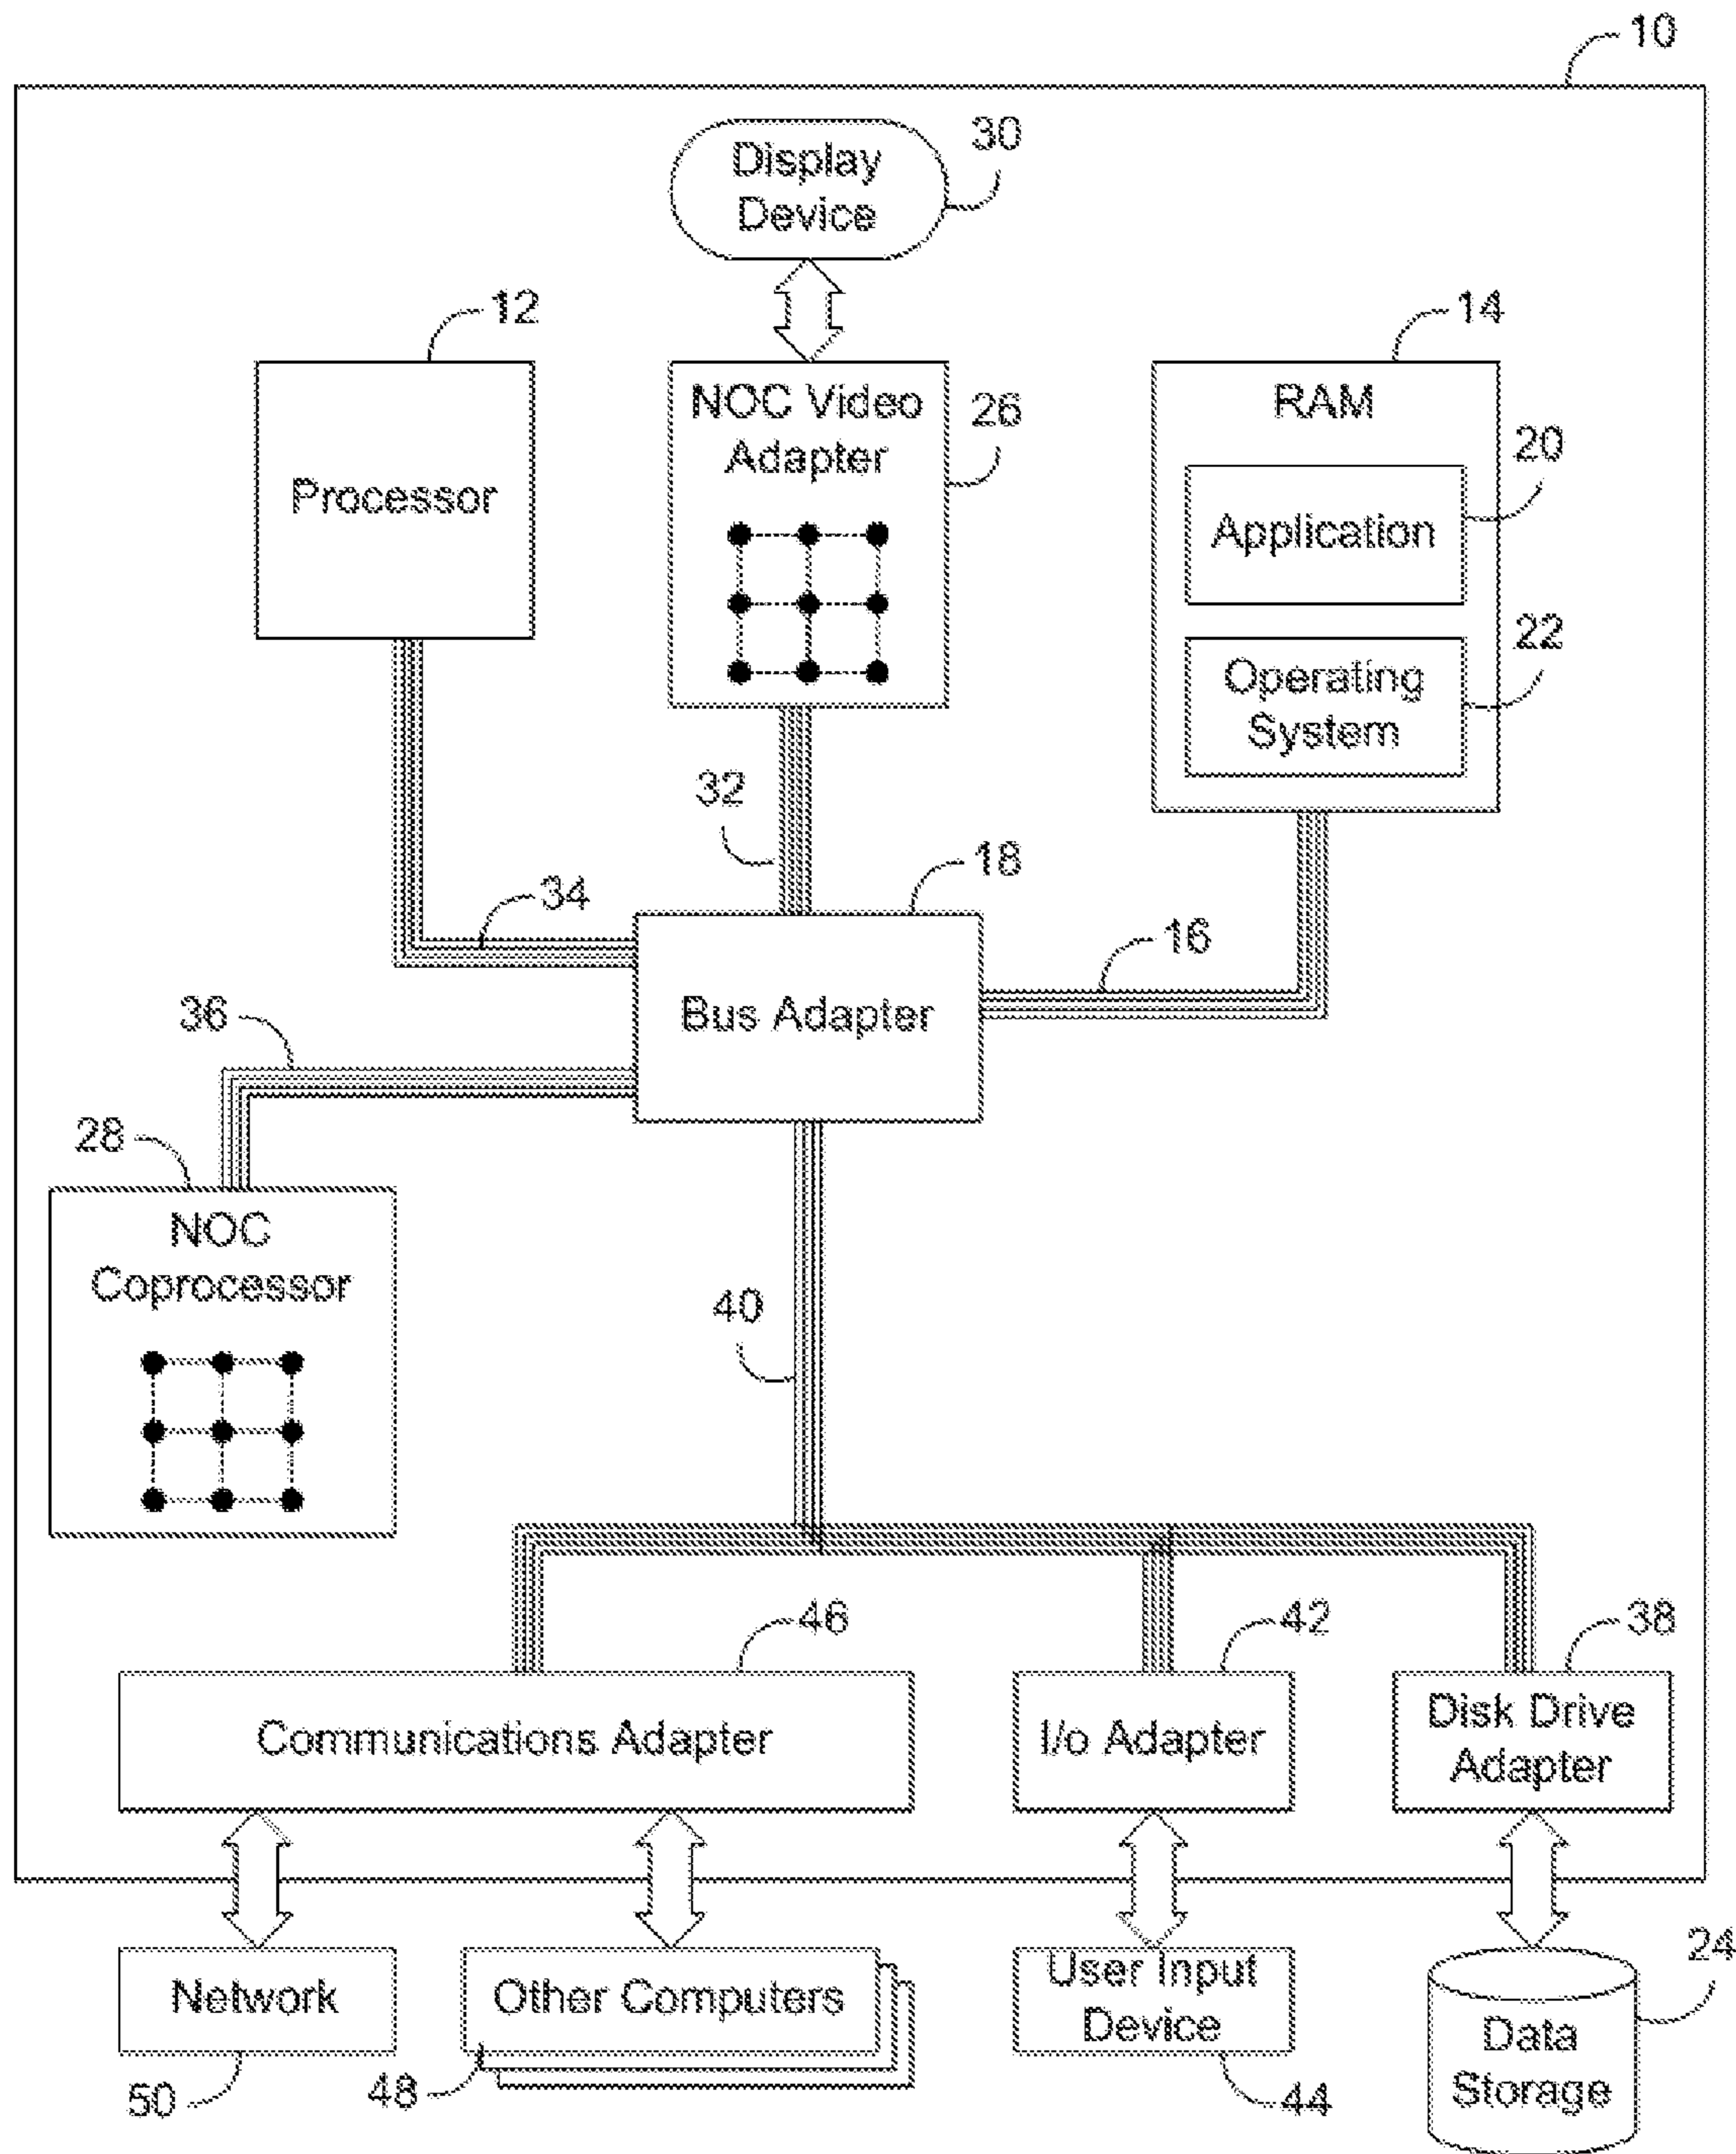 10
Display
Device
30
12
Processor
NOC Video
Adapter
26
14
RAM
20
Application
22
Operating
System
32
34
18
16
Bus Adapter
36
28
NOC
Coprocessor
40
46
Communications Adapter
42
I/o Adapter
38
Disk Drive
Adapter
Network
50
Other Computers
48
User Input
Device
44
24
Data
Storage